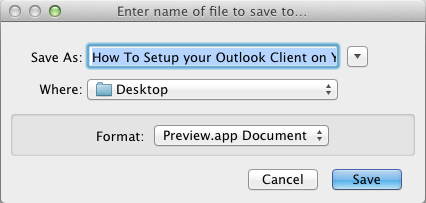 Enter name of file to save to...
Save As: How To Setup your Outlook Client on Y
Where: Desktop
Format: Preview.app Document
Cancel Save